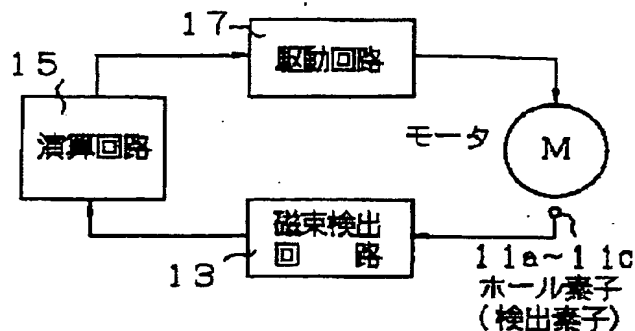 17
駆動回路
15
演算回路
モータ
M
磁束検出
回 路
13
11a~11c
ホール素子
(検出素子)